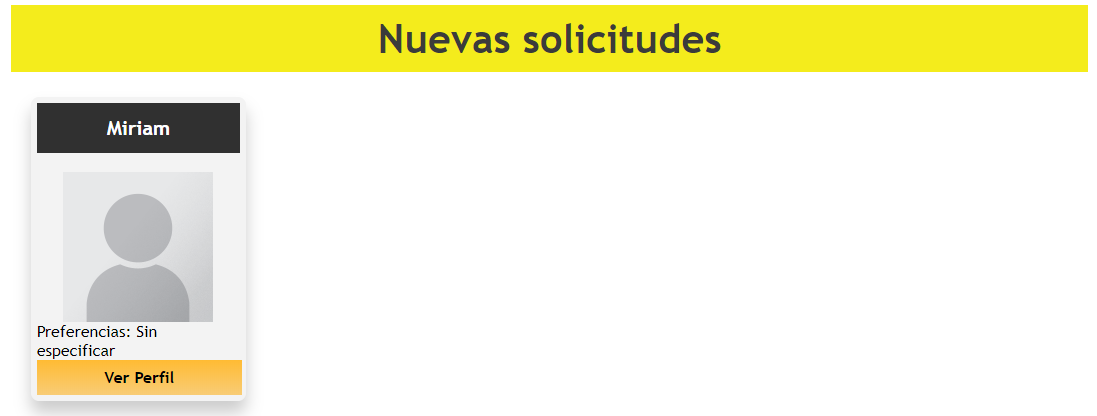 Nuevas solicitudes
Miriam
Preferencias: Sin
especificar
Ver Perfil